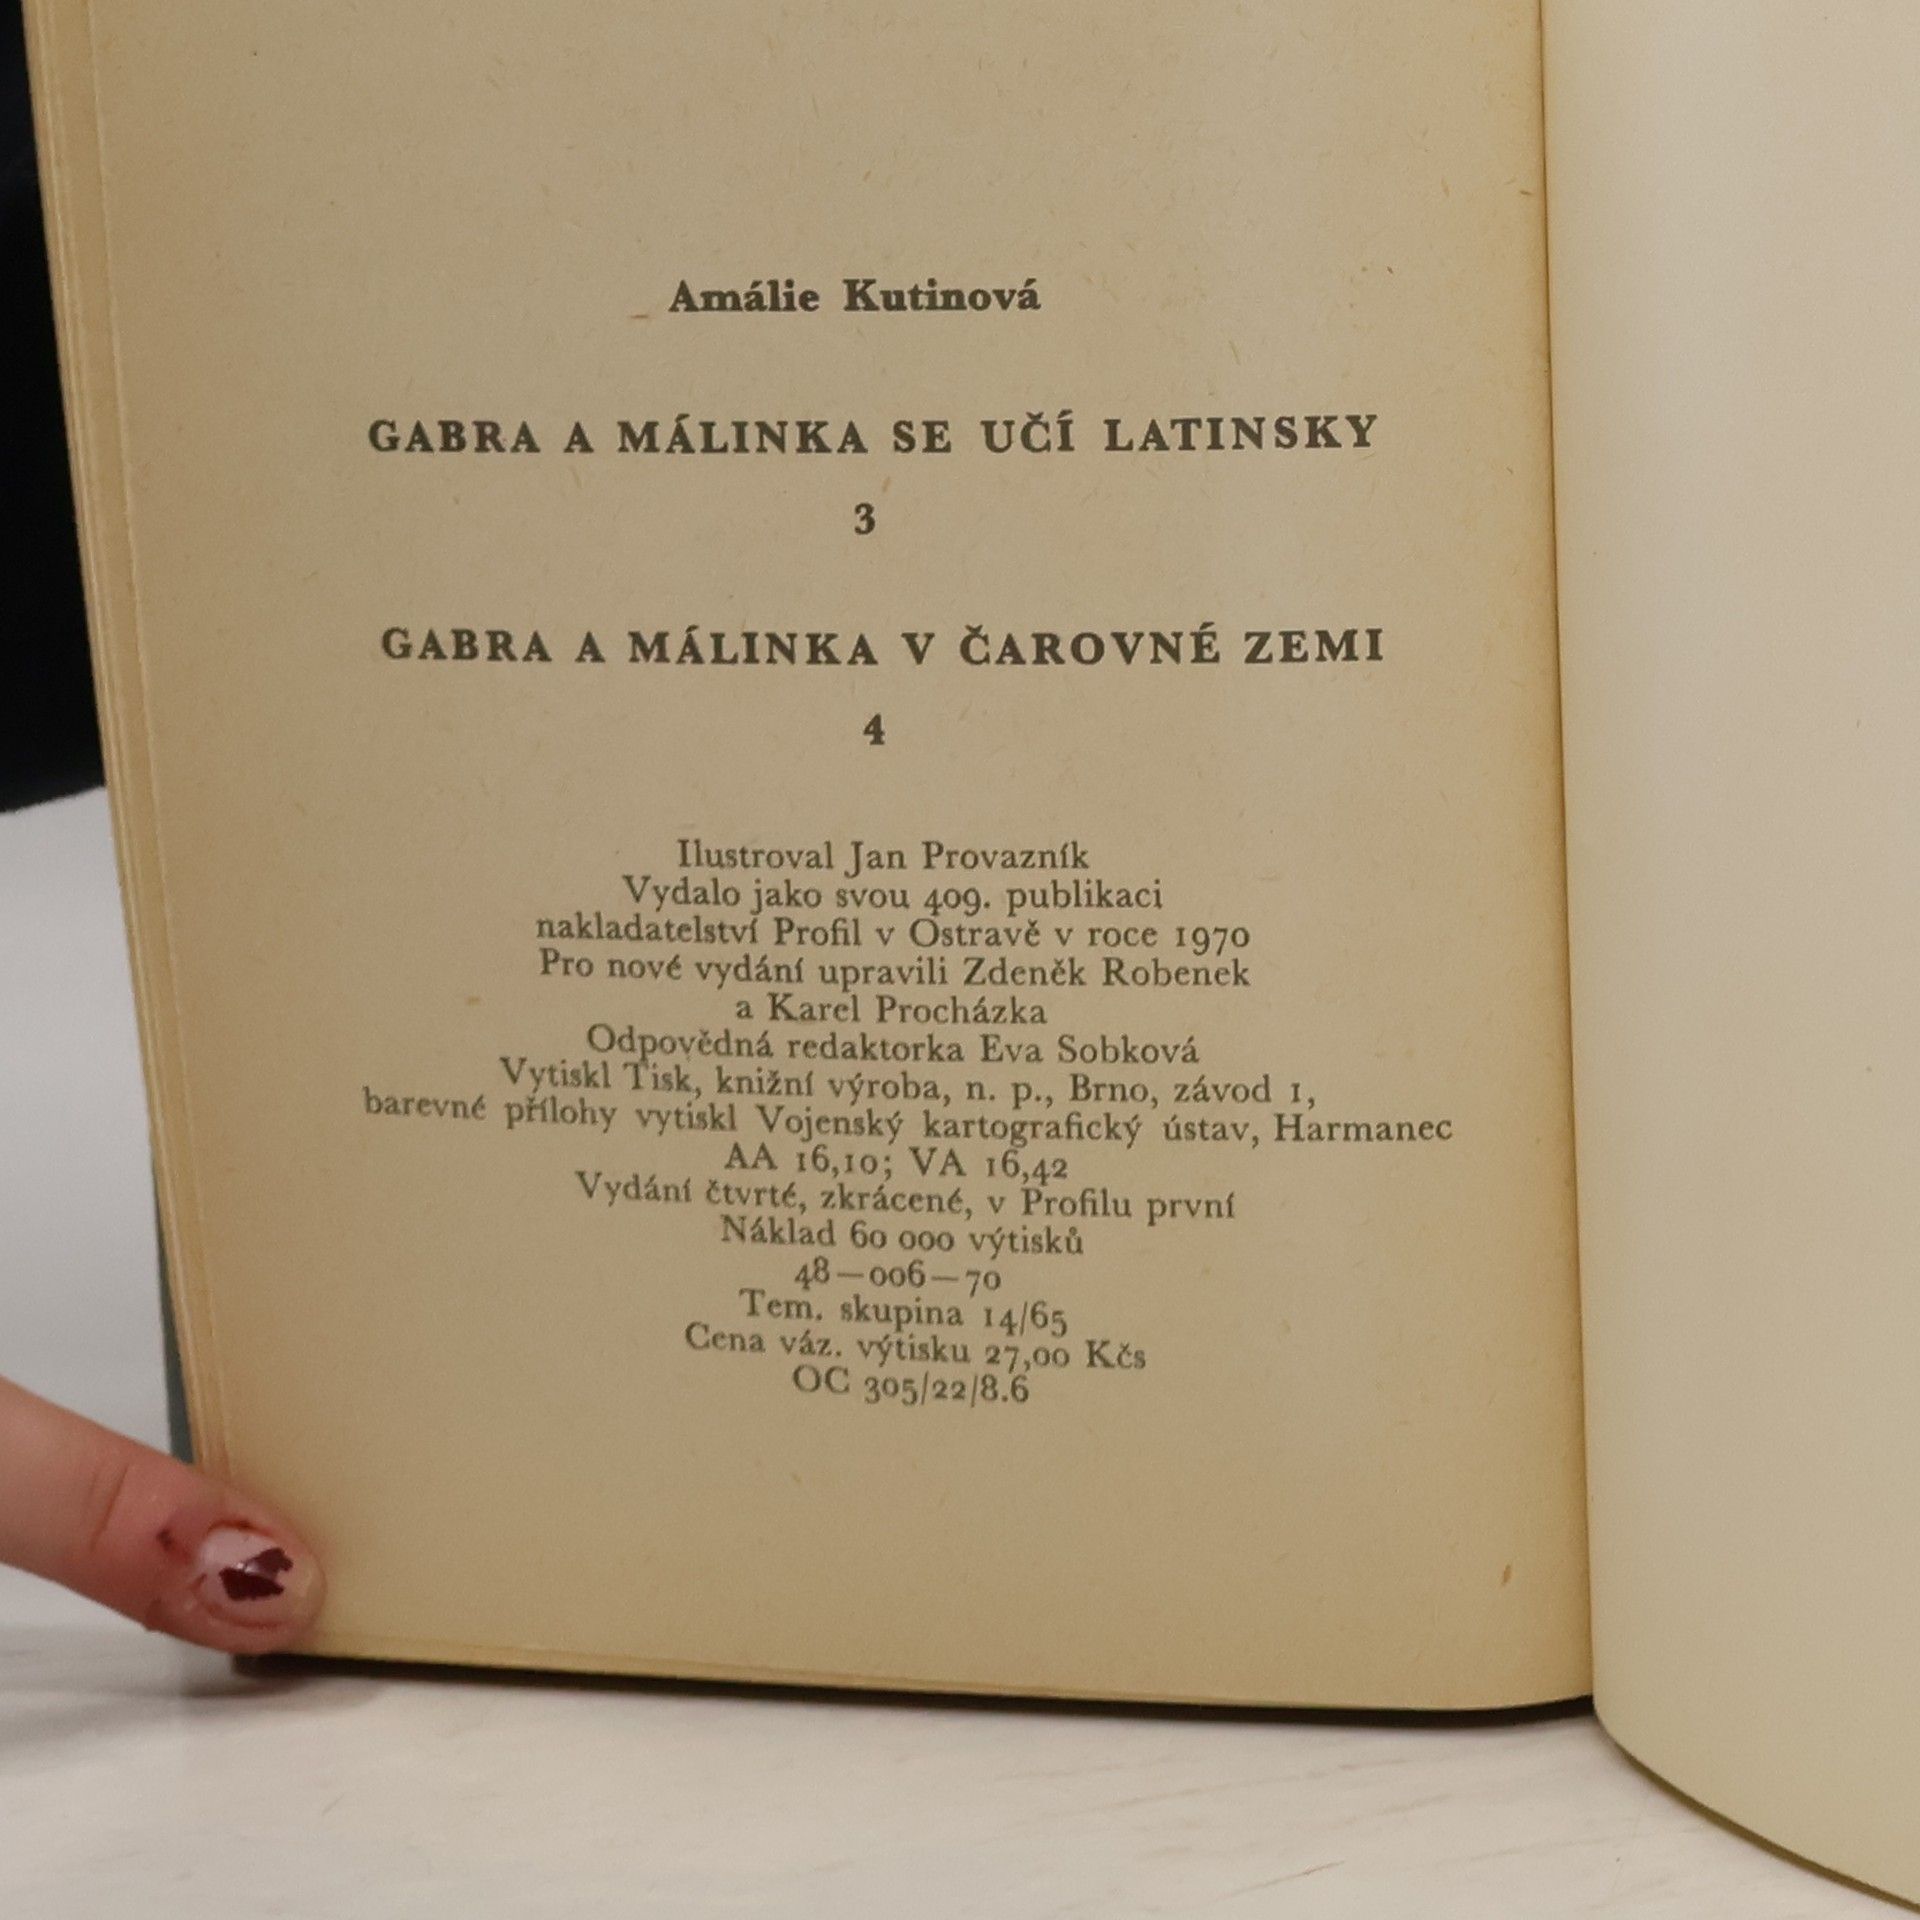 Amálie Kutinová
GABRA A MÁLINKA SE UČÍ LATINSKY
3
GABRA A MÁLINKA V ČAROVNÉ ZEMI
4
Ilustroval Jan Provazník
Vydalo jako svou 409. publikaci
nakladatelství Profil v Ostravě v roce 1970
Pro nové vydání upravili Zdeněk Robenek
a Karel Procházka
Odpovědná redaktorka Eva Sobková
Vytiskl Tisk, knižní výroba, n. p., Brno, závod 1,
barevné přílohy vytiskl Vojenský kartografický ústav, Harmanec
AA 16,10; VA 16,42
Vydání čtvrté, zkrácené, v Profilu první
Náklad 60 000 výtisků
48—006—70
Tem. skupina 14/65
Cena váz. výtisku 27,00 Kčs
OC 305/22/8.6